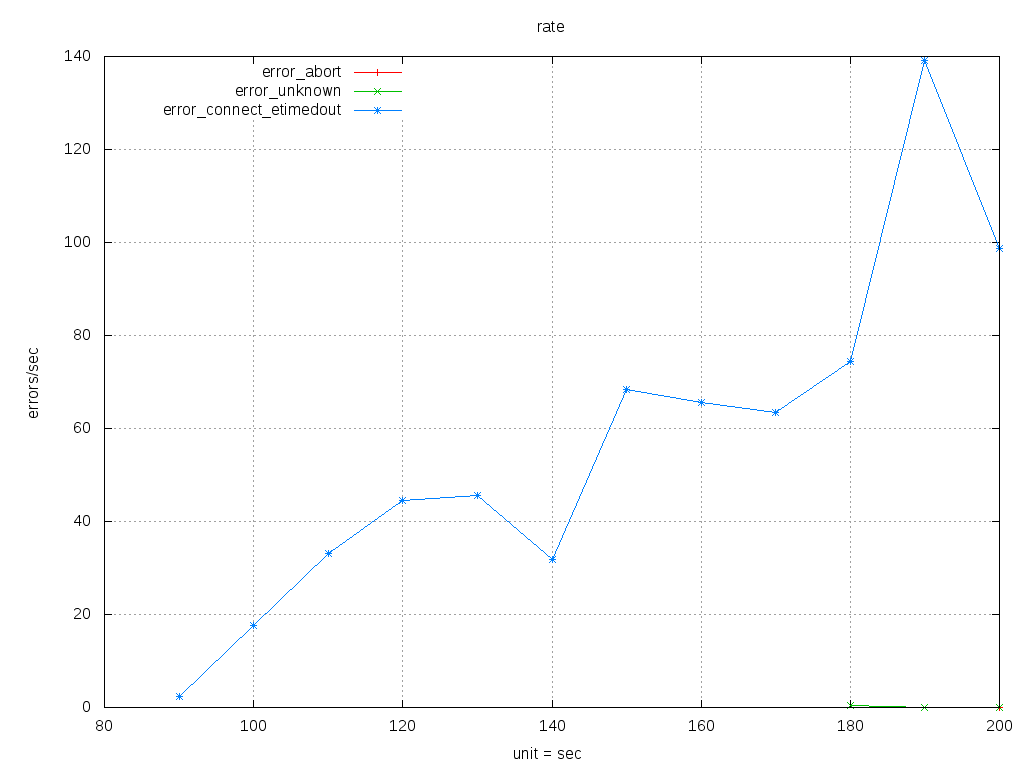 rate
140
120
100
80
60
40
20
0
errors/sec
error_abort
error_unknown
error_connect_etimedout
80 100 120 140 160 180 200
unit = sec